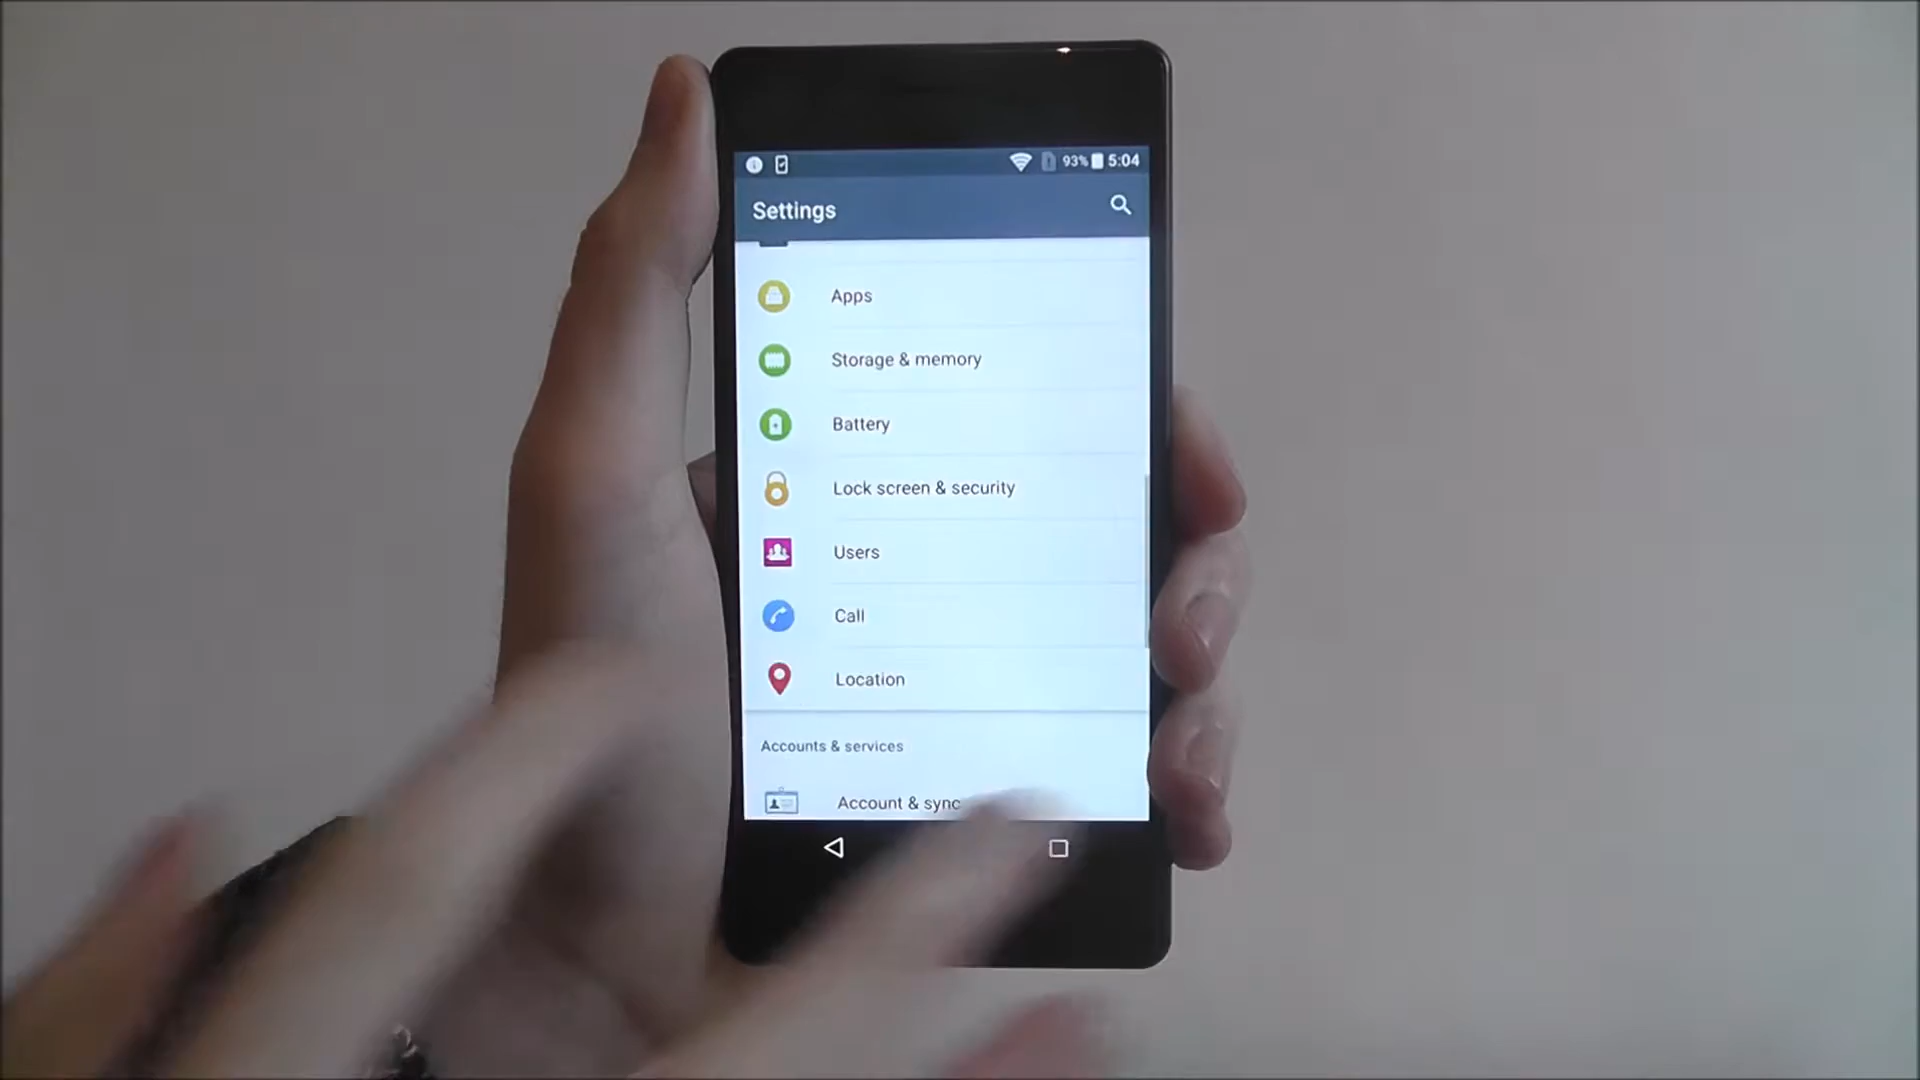 93% 5:04
Settings
Apps
Storage & memory
Battery
Lock screen & security
Users
Call
Location
Accounts & services
Account & sync